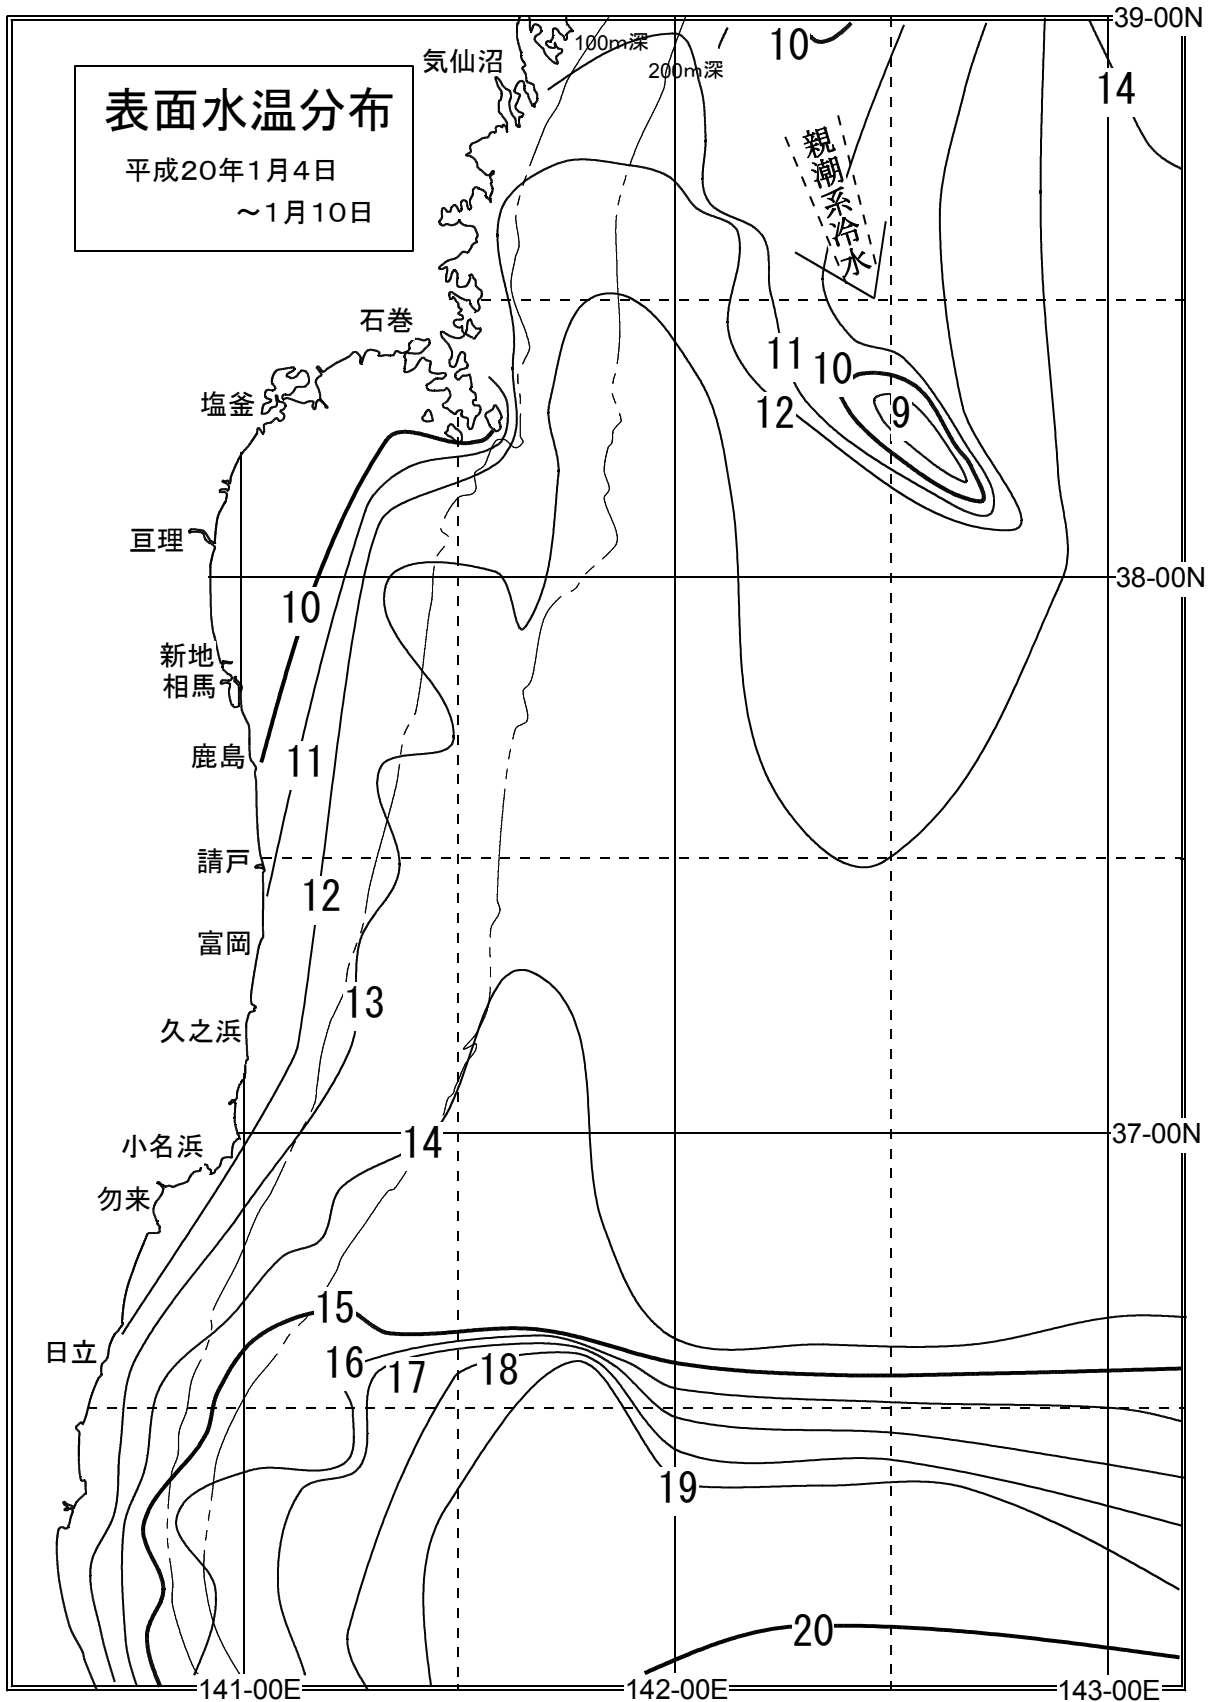 39-00N
気仙沼
100m深
200m深
10
14
表面水温分布
平成20年1月4日
～1月10日
親潮系冷水
石巻
塩釜
11
10
12
9
亘理
38-00N
10
新地
相馬
鹿島
11
請戸
12
富岡
13
久之浜
小名浜
14
37-00N
勿来
15
日立
16
17
18
19
20
141-00E
142-00E
143-00E